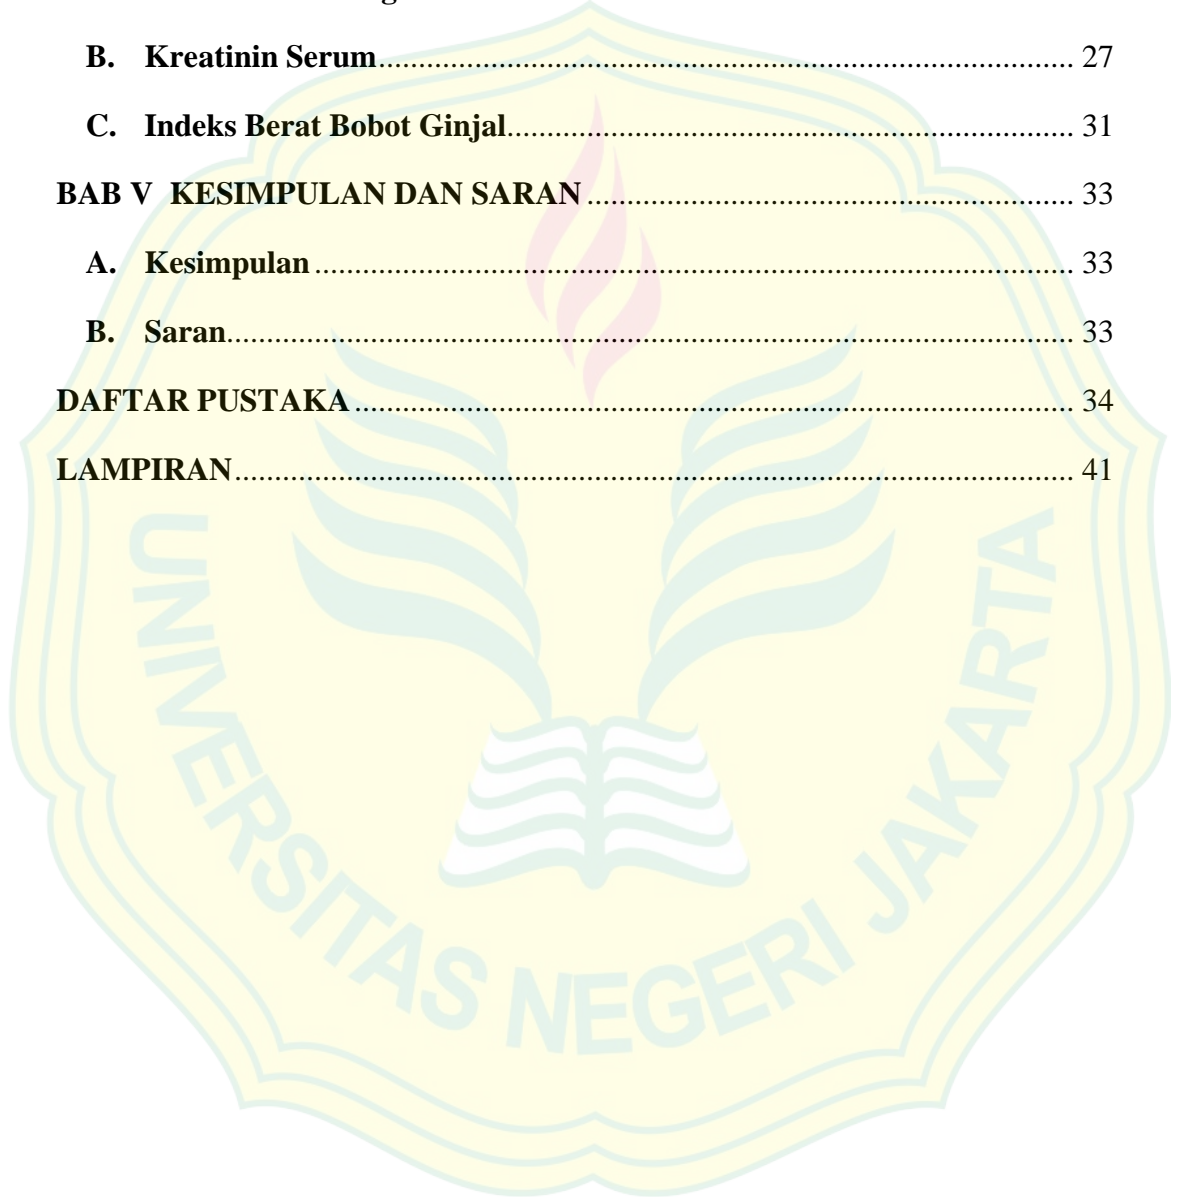 B. Kreatinin Serum........................................................................................ 27
C. Indeks Berat Bobot Ginjal....................................................................... 31
BAB V KESIMPULAN DAN SARAN ............................................................. 33
A. Kesimpulan ............................................................................................... 33
B. Saran.......................................................................................................... 33
DAFTAR PUSTAKA .......................................................................................... 34
LAMPIRAN......................................................................................................... 41
UNIVERSITAS NEGERI JAKARTA